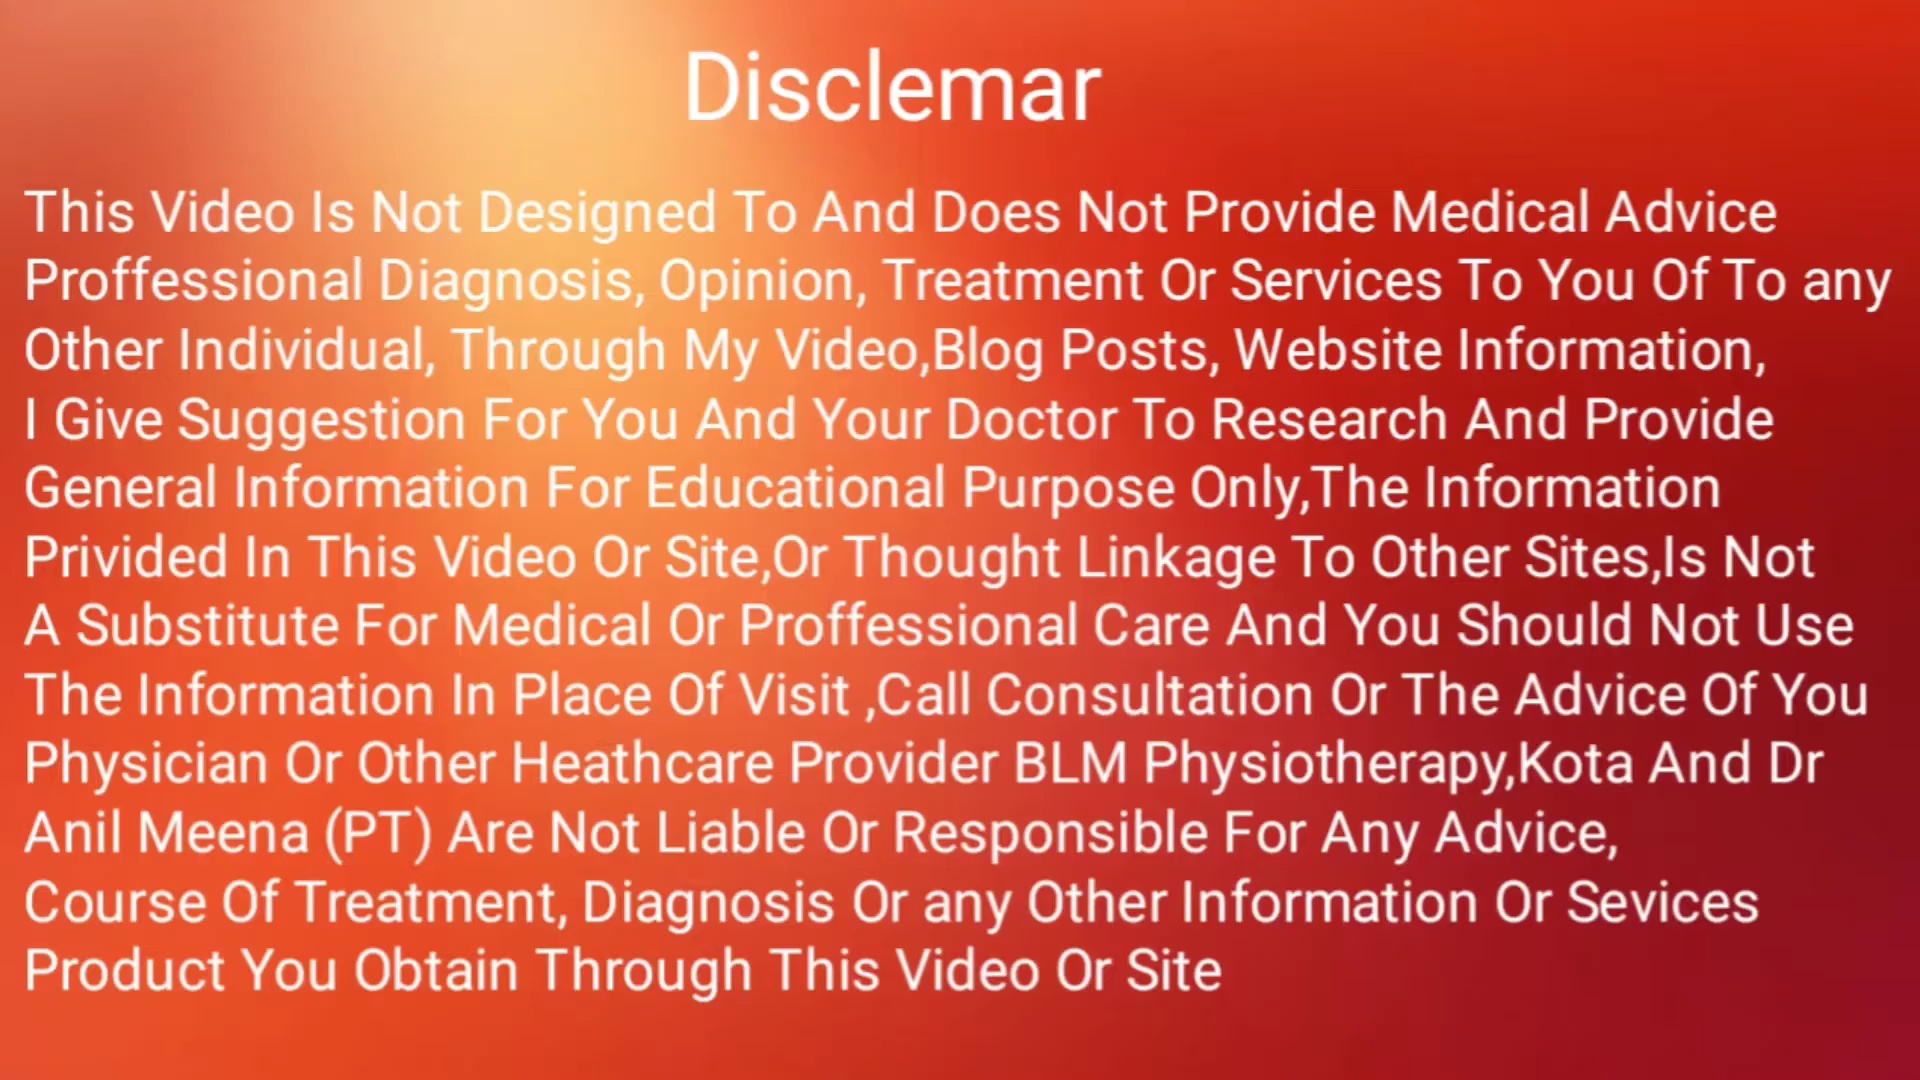 Disclemar
This Video Is Not Designed To And Does Not Provide Medical Advice
Proffessional Diagnosis, Opinion, Treatment Or Services To You Of To any
Other Individual, Through My Video,Blog Posts, Website Information,
I Give Suggestion For You And Your Doctor To Research And Provide
General Information For Educational Purpose Only,The Information
Privided In This Video Or Site,Or Thought Linkage To Other Sites,Is Not
A Substitute For Medical Or Proffessional Care And You Should Not Use
The Information In Place Of Visit ,Call Consultation Or The Advice Of You
Physician Or Other Heathcare Provider BLM Physiotherapy,Kota And Dr
Anil Meena (PT) Are Not Liable Or Responsible For Any Advice,
Course Of Treatment, Diagnosis Or any Other Information Or Sevices
Product You Obtain Through This Video Or Site